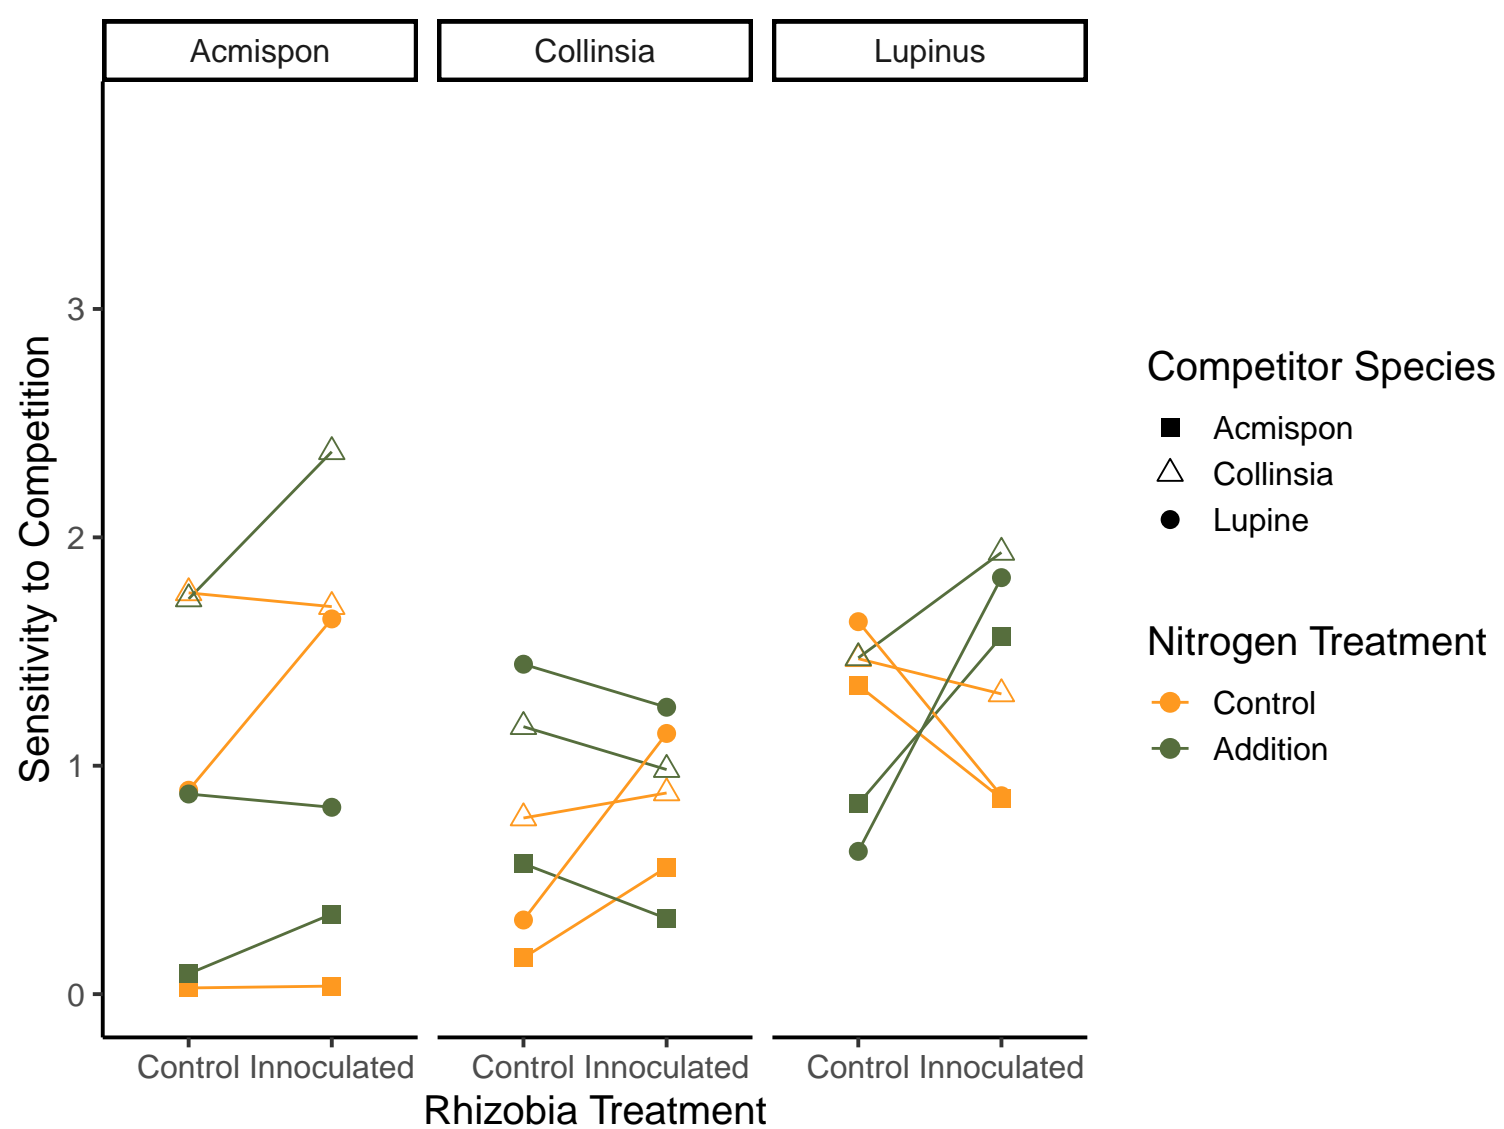 Acmispon
Collinsia
Lupinus
Sensitivity to Competition
3
2
1
0
Control Innoculated
Control Innoculated
Control Innoculated
Rhizobia Treatment
Competitor Species
Acmispon
Collinsia
Lupine
Nitrogen Treatment
Control
Addition